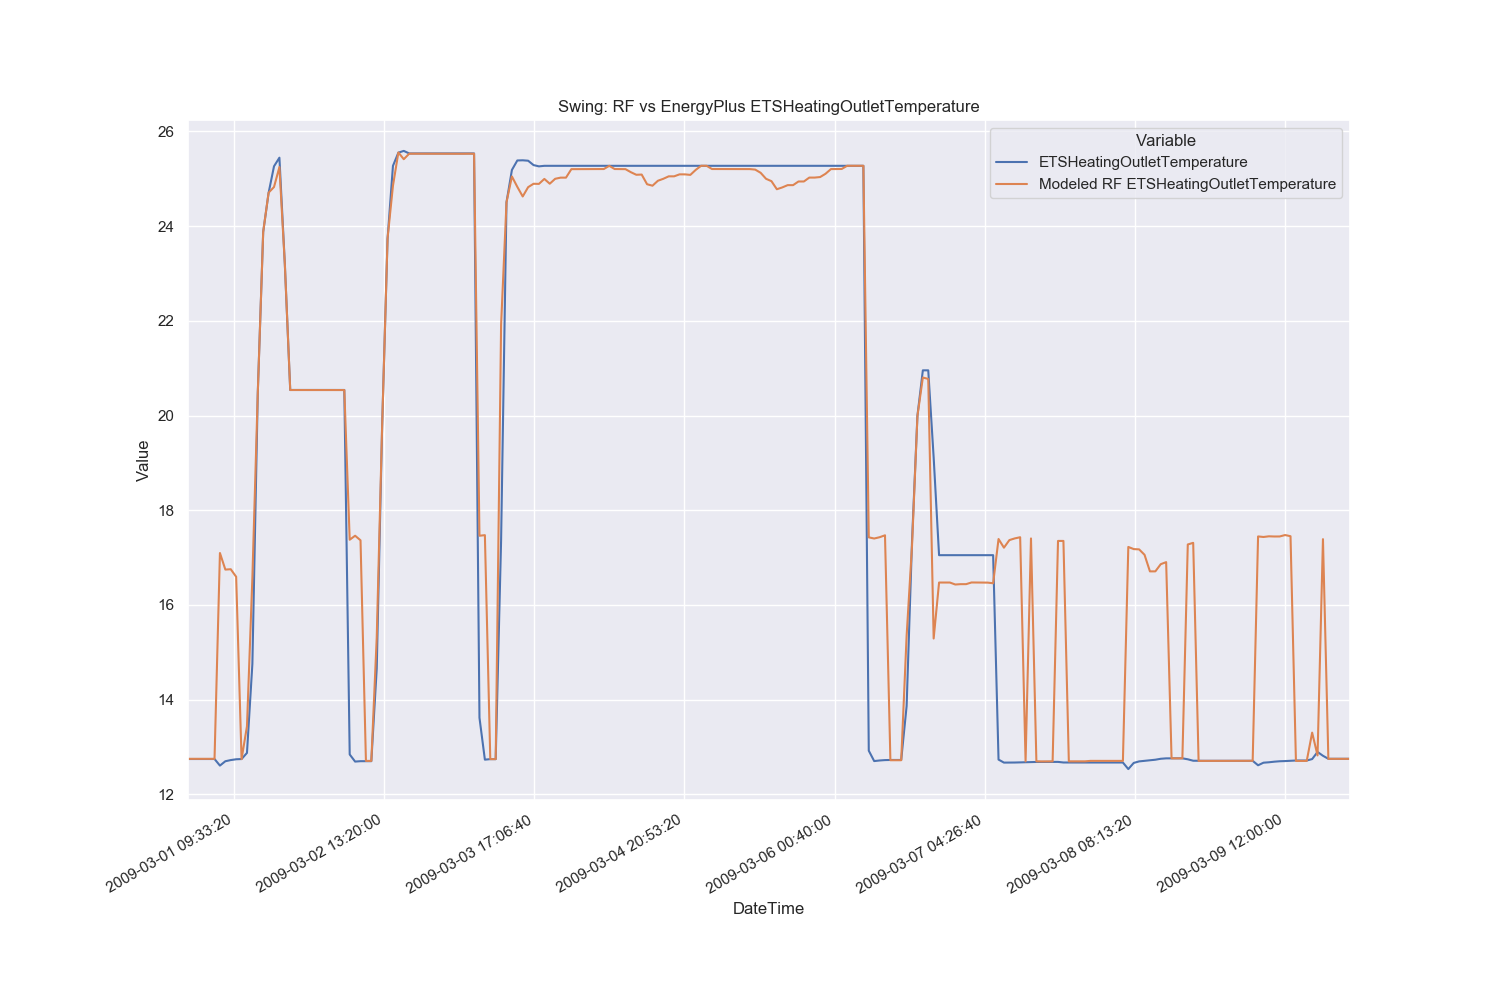 Swing: RF vs EnergyPlus ETSHeatingOutletTemperature
Variable
ETSHeatingOutletTemperature
Modeled RF ETSHeatingOutletTemperature
26
24
22
20
18
16
14
12
Value
2009-03-01 09:33:20
2009-03-02 13:20:00
2009-03-03 17:06:40
2009-03-04 20:53:20
2009-03-06 00:40:00
2009-03-07 04:26:40
2009-03-08 08:13:20
2009-03-09 12:00:00
DateTime